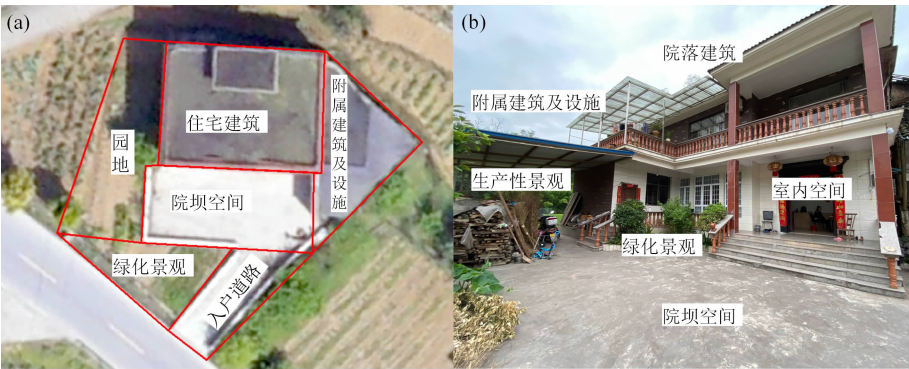 (a)
住宅建筑
附属建筑及设施
园地
院坝空间
绿化景观
入户道路
(b)
院落建筑
附属建筑及设施
生产性景观
室内空间
绿化景观
院坝空间